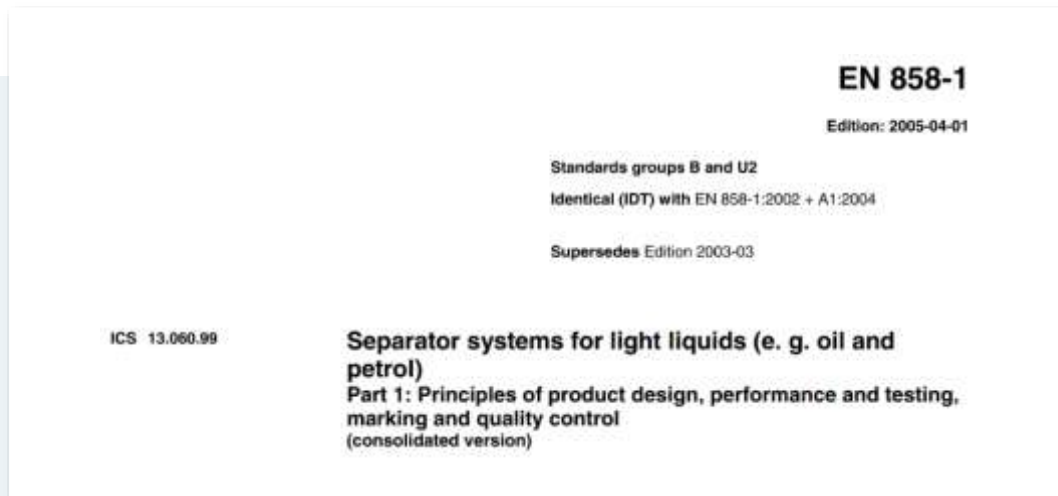 EN 858-1
Edition: 2005-04-01
Standards groups B and U2
Identical (IDT) with EN 858-1:2002 + A1:2004
Supersedes Edition 2003-03
ICS 13.060.99
Separator systems for light liquids (e. g. oil and
petrol)
Part 1: Principles of product design, performance and testing,
marking and quality control
(consolidated version)